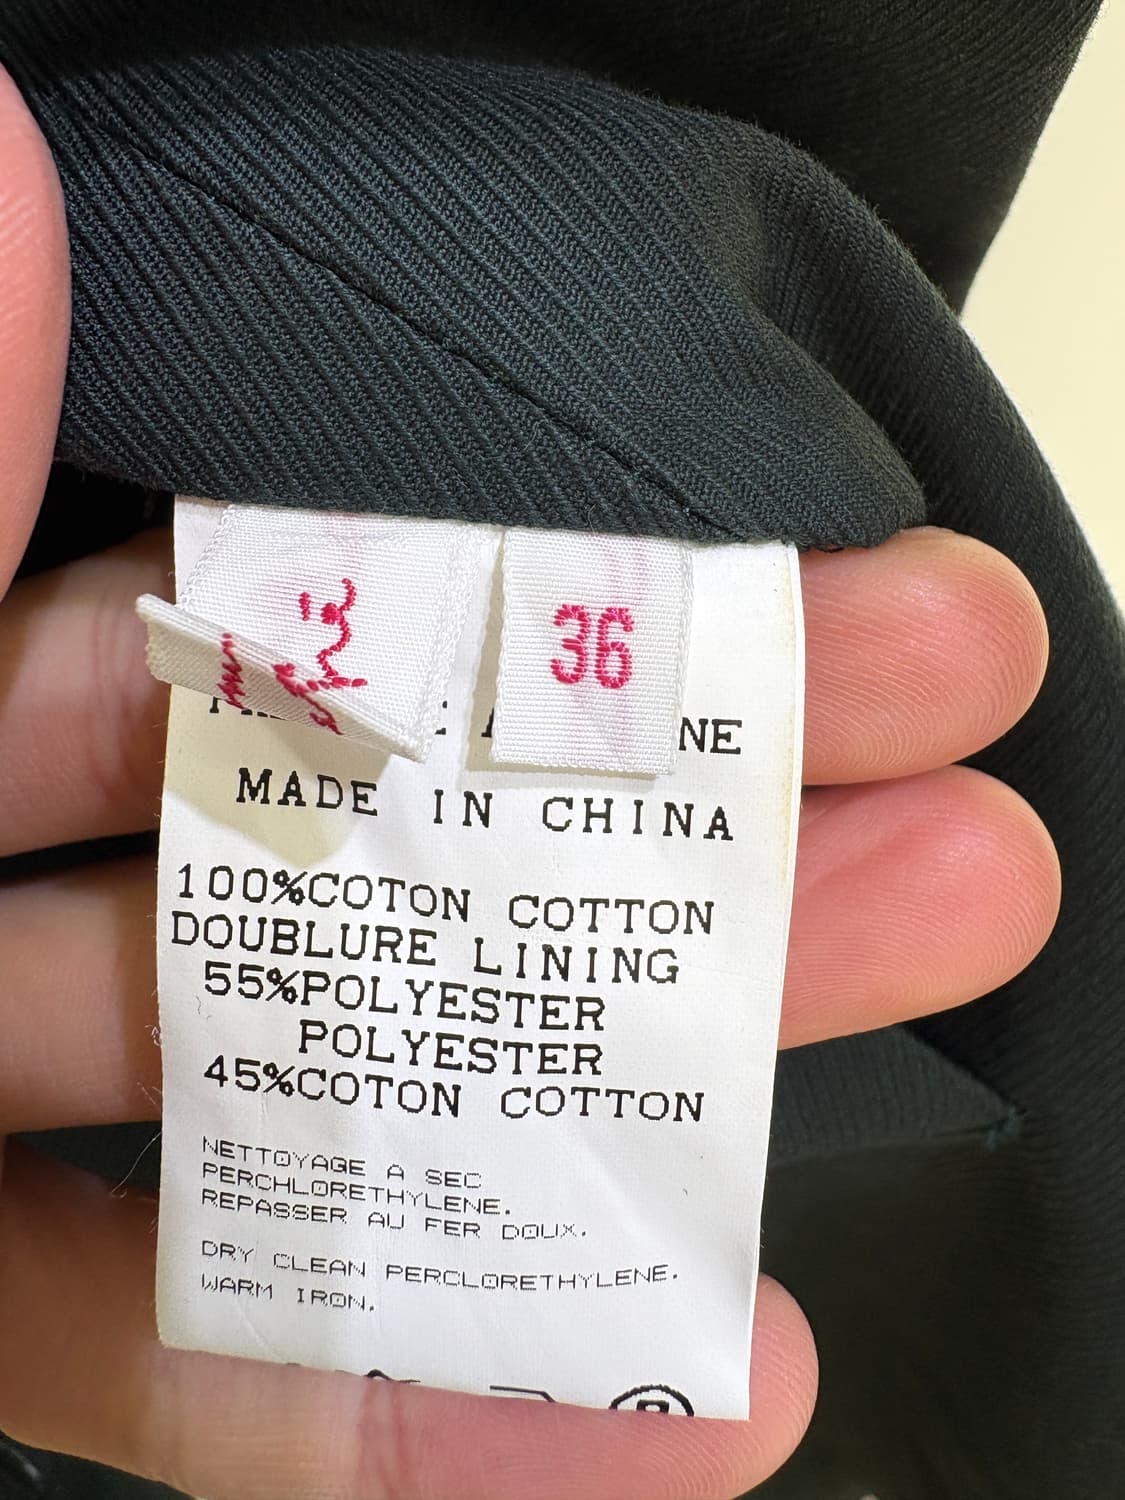 36
NE
MADE IN CHINA
100%COTON COTTON
DOUBLURE LINING
55%POLYESTER
POLYESTER
45%COTON COTTON
NETTOYAGE A SEC
PERCHLORETHYLENE.
REPASSER AU FER DOUX.
DRY CLEAN PERCLORETHYLENE.
WARM IRON.